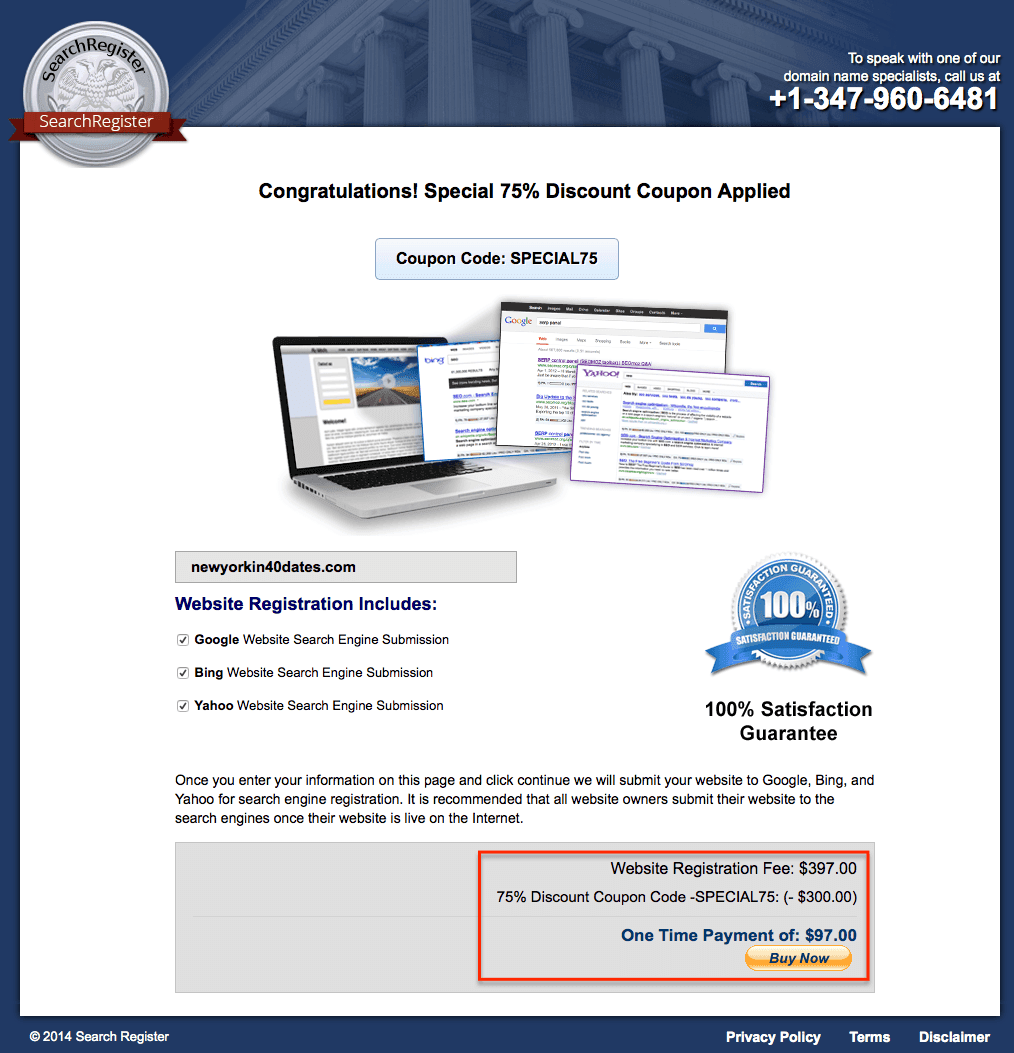 SearchRegister
SearchRegister
To speak with one of our
domain name specialists, call us at
+1-347-960-6481
Congratulations! Special 75% Discount Coupon Applied
Coupon Code: SPECIAL75
Google
bing
YAHOO!
Welcome!
newyorkin40dates.com
Website Registration Includes:
Google Website Search Engine Submission
Bing Website Search Engine Submission
Yahoo Website Search Engine Submission
SATISFACTION GUARANTEED
100%
SATISFACTION GUARANTEED
100% Satisfaction
Guarantee
Once you enter your information on this page and click continue we will submit your website to Google, Bing, and
Yahoo for search engine registration. It is recommended that all website owners submit their website to the
search engines once their website is live on the Internet.
Website Registration Fee: $397.00
75% Discount Coupon Code -SPECIAL75: (- $300.00)
One Time Payment of: $97.00
Buy Now
© 2014 Search Register
Privacy Policy Terms Disclaimer